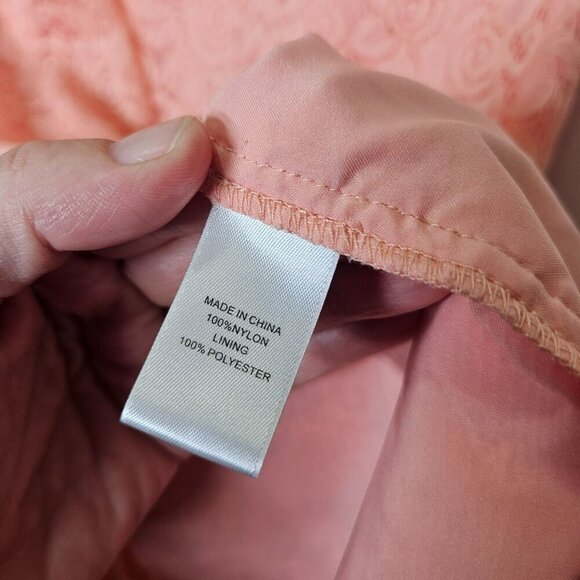 MADE IN CHINA
100%NYLON
LINING
100% POLYESTER